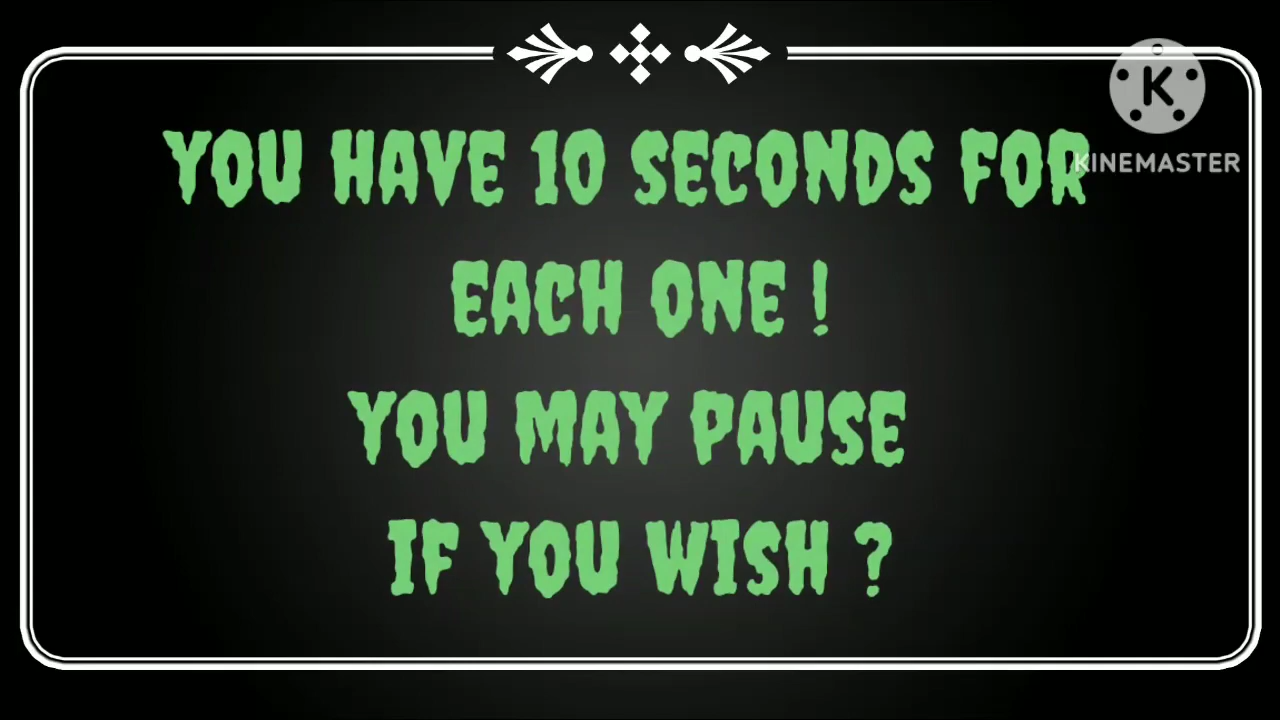 YOU HAVE 10 SECONDS FOR
EACH ONE !
YOU MAY PAUSE
IF YOU WISH ?
K
KINEMASTER